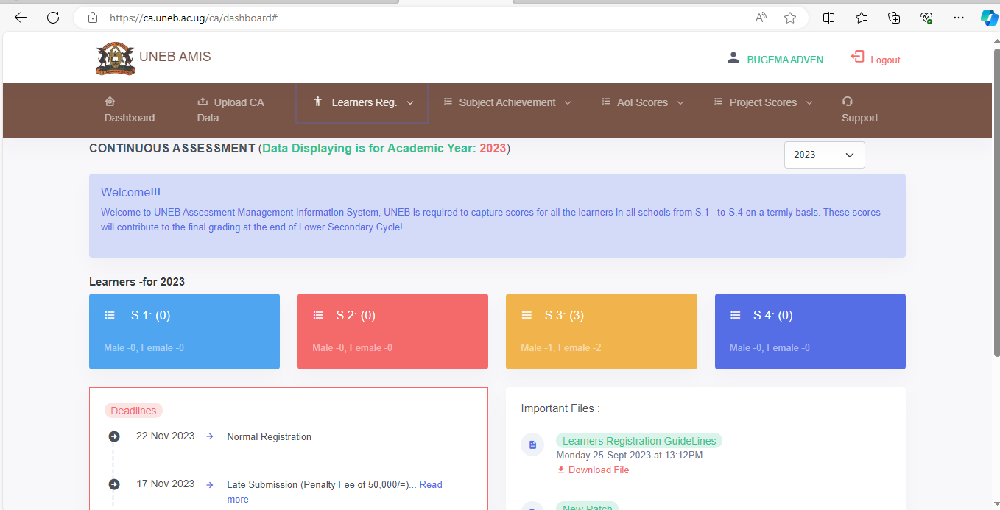 https://ca.uneb.ac.ug/ca/dashboard#
UNEB AMIS
BUGEMA ADVEN...
Logout
Dashboard
Upload CA
Data
Learners Reg.
Subject Achievement
AoI Scores
Project Scores
Support
CONTINUOUS ASSESSMENT (Data Displaying is for Academic Year: 2023)
2023
Welcome!!!
Welcome to UNEB Assessment Management Information System, UNEB is required to capture scores for all the learners in all schools from S.1 –to-S.4 on a termly basis. These scores
will contribute to the final grading at the end of Lower Secondary Cycle!
Learners -for 2023
S.1: (0)
Male -0, Female -0
S.2: (0)
Male -0, Female -0
S.3: (3)
Male -1, Female -2
S.4: (0)
Male -0, Female -0
Deadlines
22 Nov 2023
Normal Registration
17 Nov 2023
Late Submission (Penalty Fee of 50,000/=)... Read
more
Important Files :
Learners Registration GuideLines
Monday 25-Sept-2023 at 13:12PM
Download File
New Patch